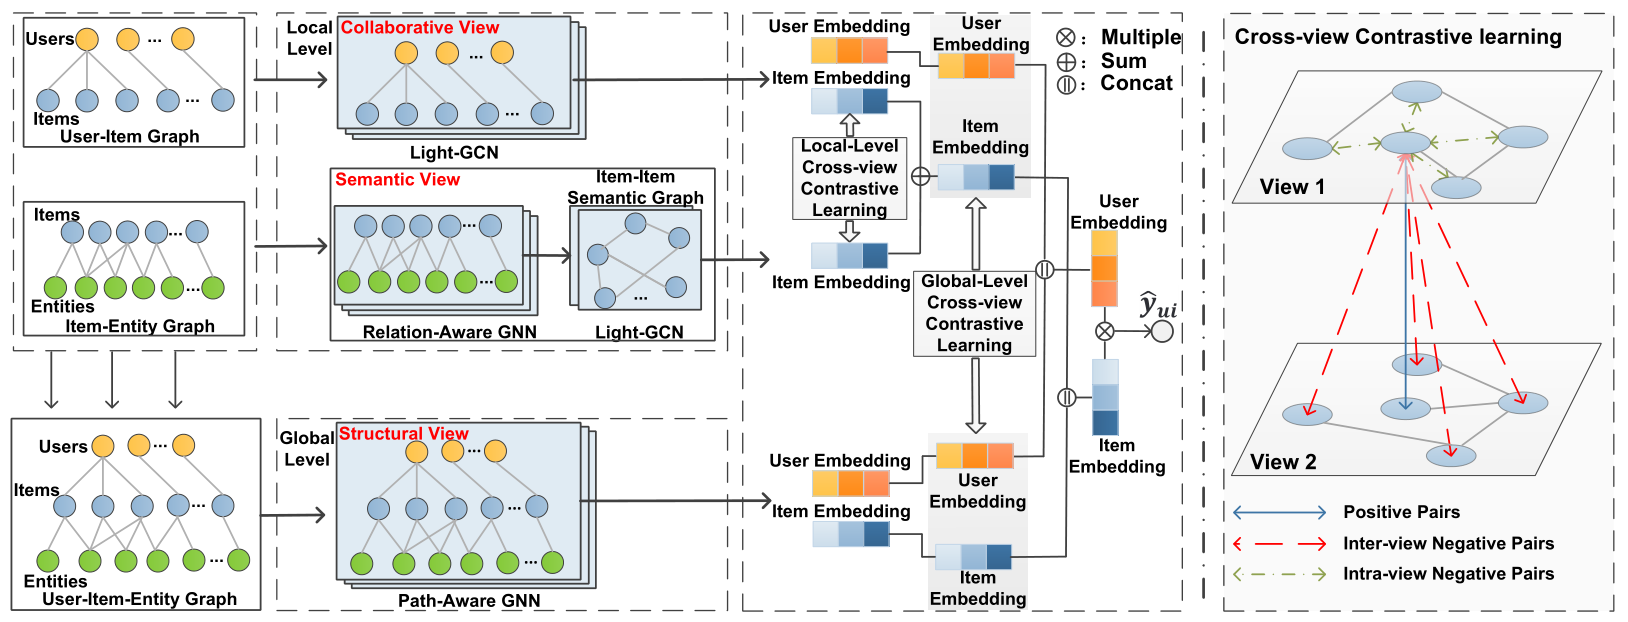 Users
...
...
Items
User-Item Graph
Items
...
...
Entities
Item-Entity Graph
Users
...
Items
...
...
Entities
User-Item-Entity Graph
Local
Level
Collaborative View
...
...
Light-GCN
Semantic View
Item-Item
Semantic Graph
...
...
...
Relation-Aware GNN
Light-GCN
Global
Level
Structural View
...
...
...
Path-Aware GNN
User Embedding
Item Embedding
Local-Level
Cross-view
Contrastive
Learning
Item Embedding
User
Embedding
Item
Embedding
: Multiple
: Sum
: Concat
Global-Level
Cross-view
Contrastive
Learning
User
Embedding
ŷui
Item
Embedding
User Embedding
Item Embedding
User
Embedding
Item
Embedding
Cross-view Contrastive learning
View 1
View 2
Positive Pairs
Inter-view Negative Pairs
Intra-view Negative Pairs